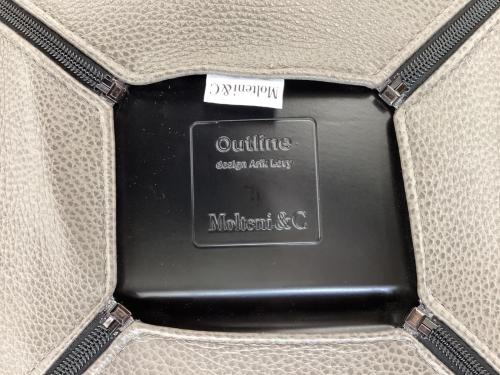 Molteni&C
Outline
design Arik Levy
Molteni&C